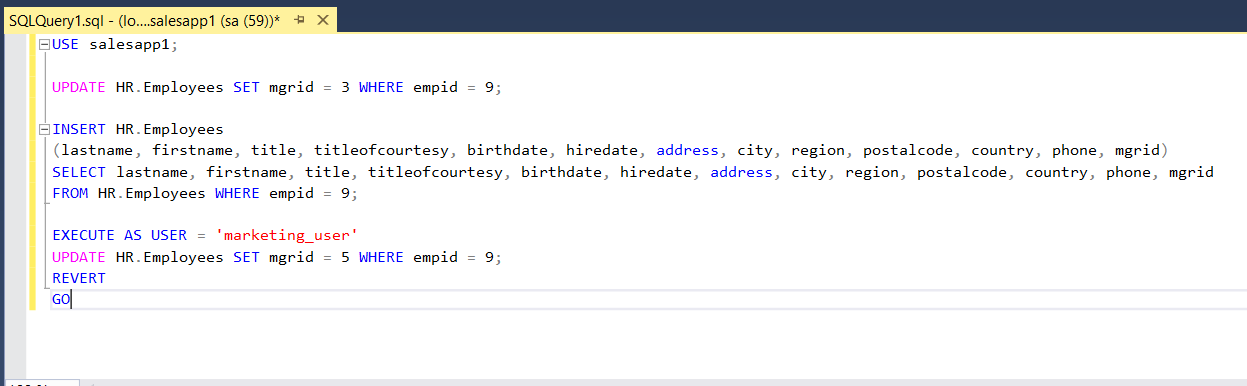 SQLQuery1.sql - (lo....salesapp1 (sa (59))*
USE salesapp1;
UPDATE HR.Employees SET mgrid = 3 WHERE empid = 9;
INSERT HR.Employees
(lastname, firstname, title, titleofcourtesy, birthdate, hiredate, address, city, region, postalcode, country, phone, mgrid)
SELECT lastname, firstname, title, titleofcourtesy, birthdate, hiredate, address, city, region, postalcode, country, phone, mgrid
FROM HR.Employees WHERE empid = 9;
EXECUTE AS USER = 'marketing_user'
UPDATE HR.Employees SET mgrid = 5 WHERE empid = 9;
REVERT
GO